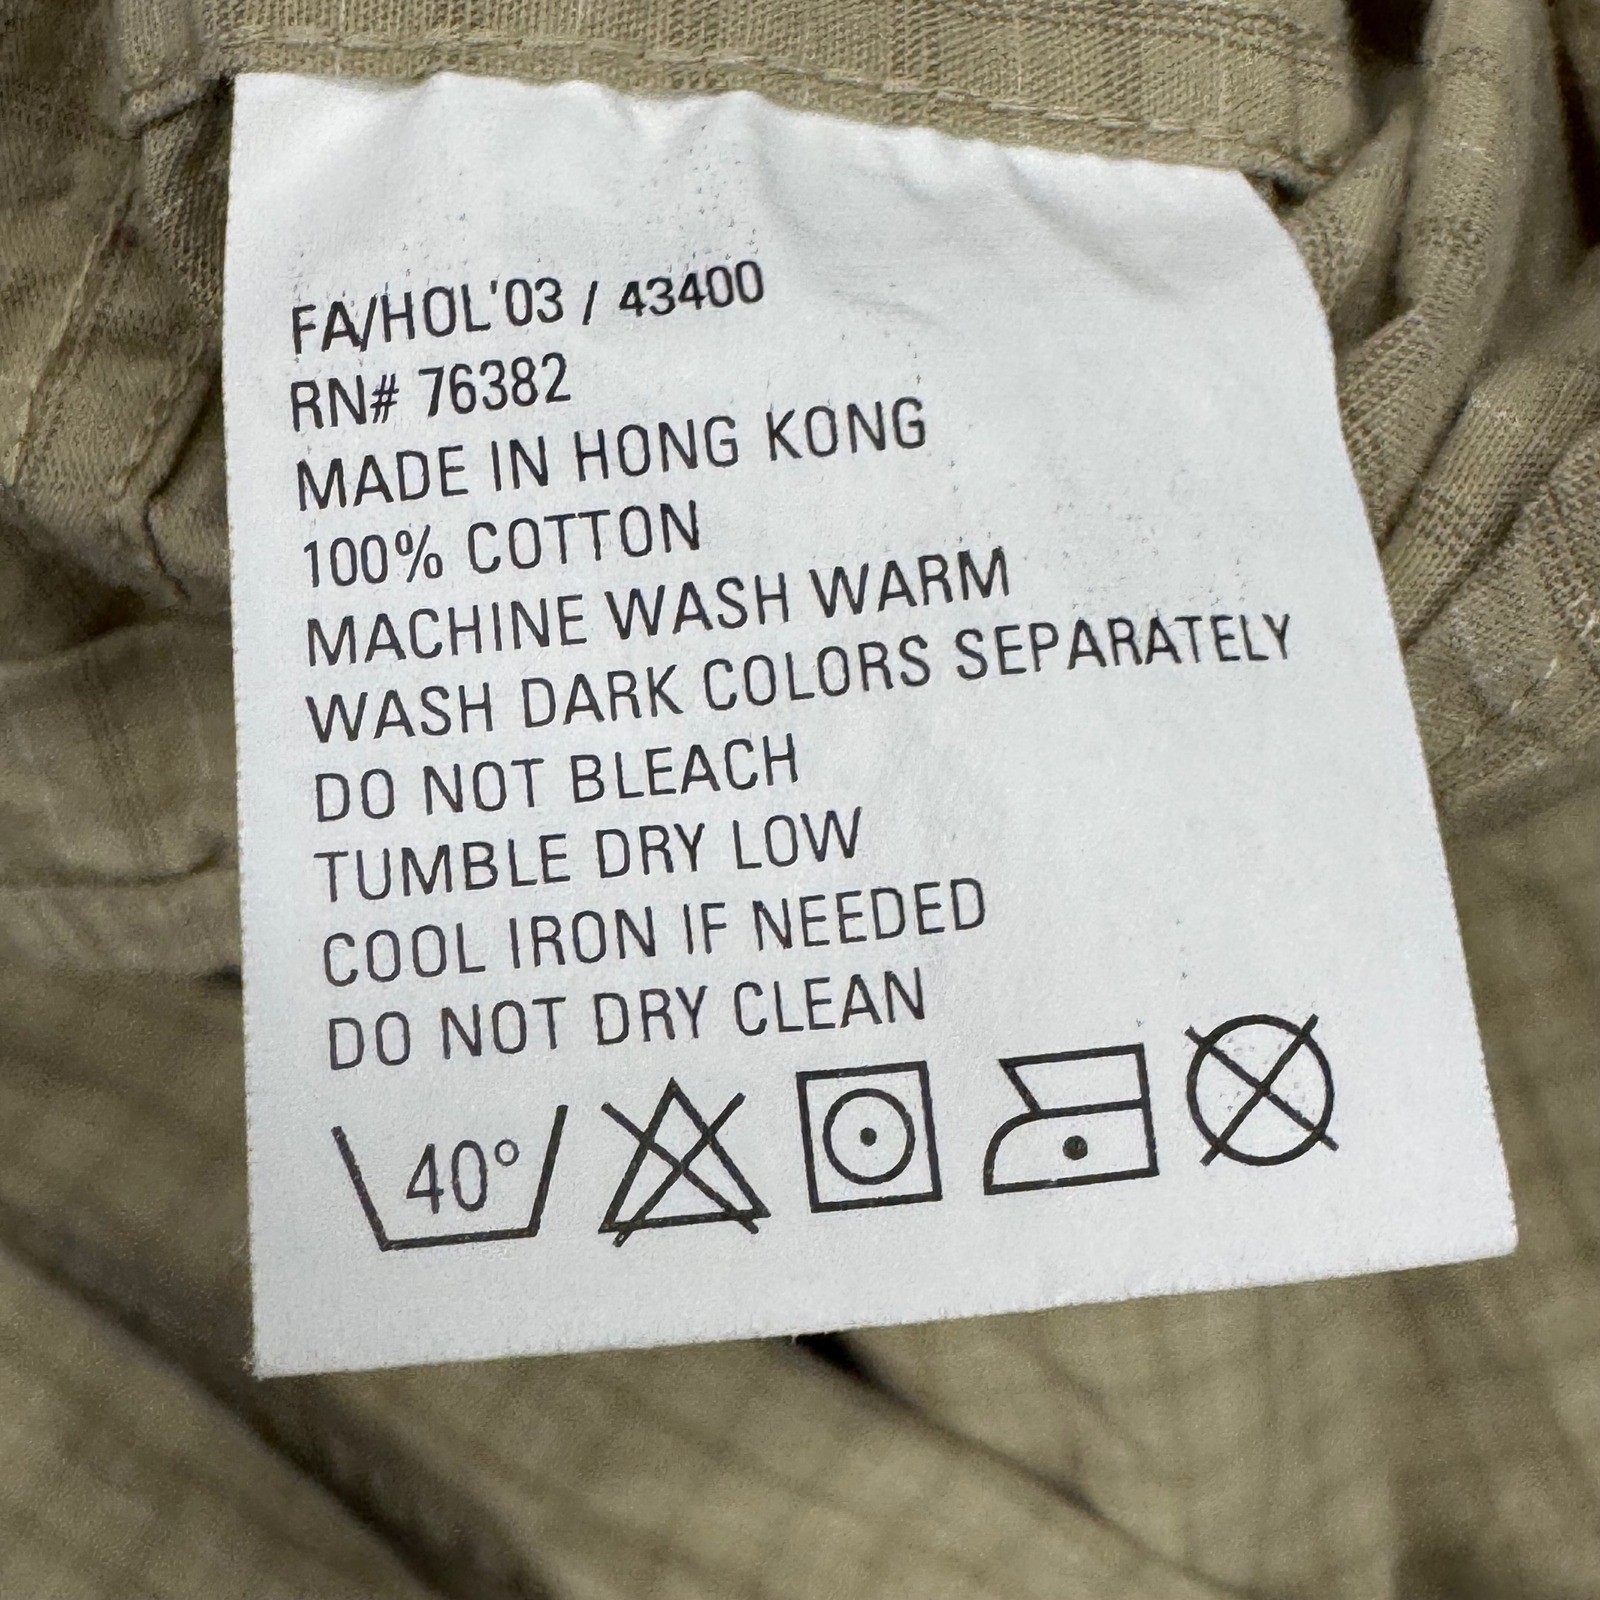 FA/HOL'03 / 43400
RN# 76382
MADE IN HONG KONG
100% COTTON
MACHINE WASH WARM
WASH DARK COLORS SEPARATELY
DO NOT BLEACH
TUMBLE DRY LOW
COOL IRON IF NEEDED
DO NOT DRY CLEAN
40°